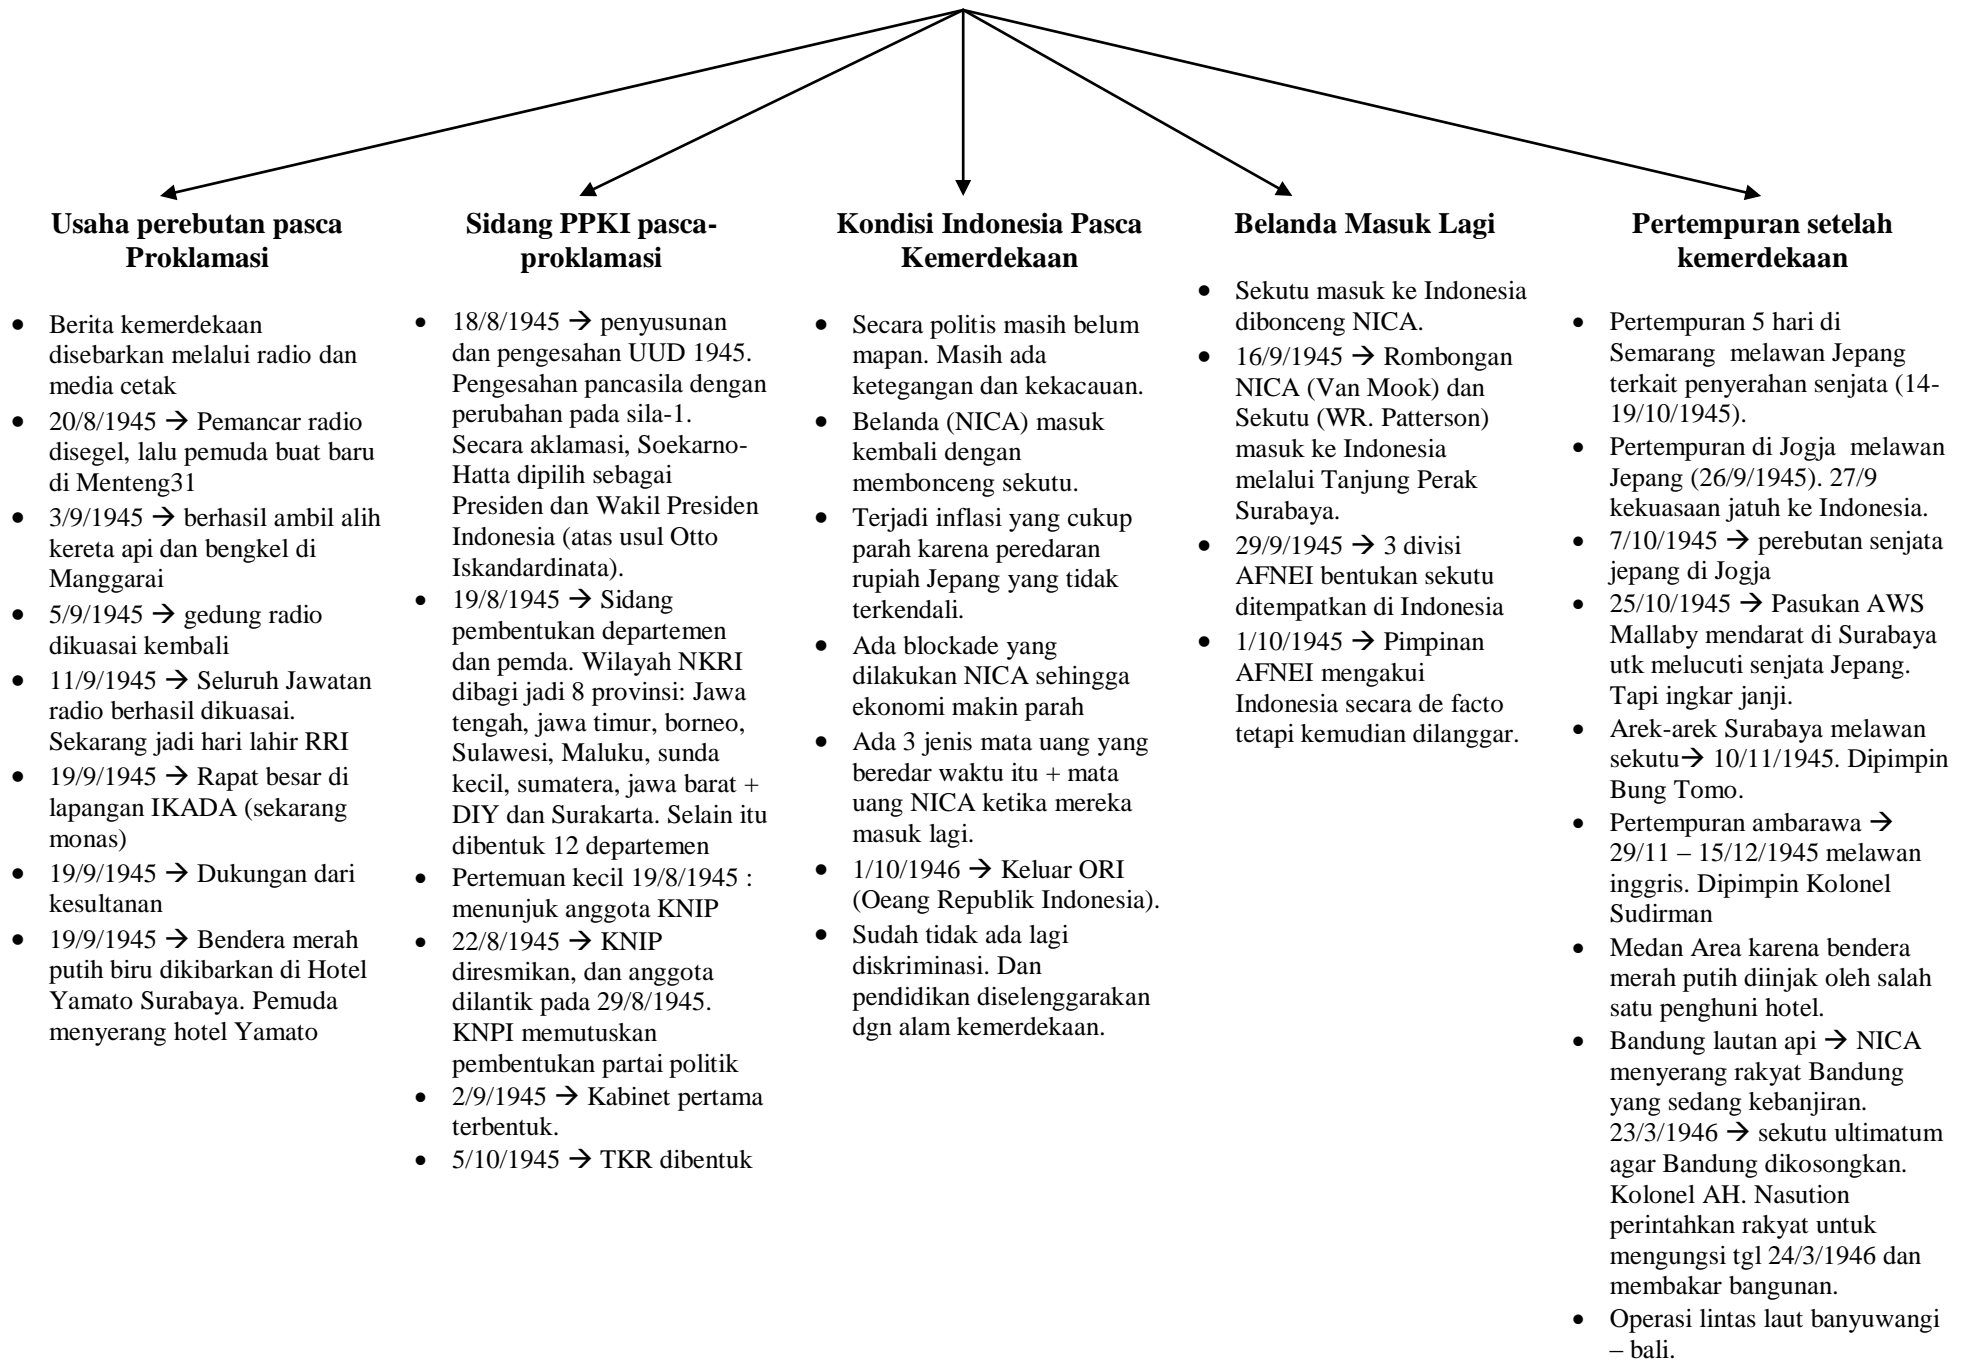 Usaha perebutan pasca
Proklamasi
• Berita kemerdekaan
disebarkan melalui radio dan
media cetak
• 20/8/1945 → Pemancar radio
disegel, lalu pemuda buat baru
di Menteng31
• 3/9/1945 → berhasil ambil alih
kereta api dan bengkel di
Manggarai
• 5/9/1945 → gedung radio
dikuasai kembali
• 11/9/1945 → Seluruh Jawatan
radio berhasil dikuasai.
Sekarang jadi hari lahir RRI
• 19/9/1945 → Rapat besar di
lapangan IKADA (sekarang
monas)
• 19/9/1945 → Dukungan dari
kesultanan
• 19/9/1945 → Bendera merah
putih biru dikibarkan di Hotel
Yamato Surabaya. Pemuda
menyerang hotel Yamato
Sidang PPKI pasca-
proklamasi
• 18/8/1945 → penyusunan
dan pengesahan UUD 1945.
Pengesahan pancasila dengan
perubahan pada sila-1.
Secara aklamasi, Soekarno-
Hatta dipilih sebagai
Presiden dan Wakil Presiden
Indonesia (atas usul Otto
Iskandardinata).
• 19/8/1945 → Sidang
pembentukan departemen
dan pemda. Wilayah NKRI
dibagi jadi 8 provinsi: Jawa
tengah, jawa timur, borneo,
Sulawesi, Maluku, sunda
kecil, sumatera, jawa barat +
DIY dan Surakarta. Selain itu
dibentuk 12 departemen
• Pertemuan kecil 19/8/1945 :
menunjuk anggota KNIP
• 22/8/1945 → KNIP
diresmikan, dan anggota
dilantik pada 29/8/1945.
KNPI memutuskan
pembentukan partai politik
• 2/9/1945 → Kabinet pertama
terbentuk.
• 5/10/1945 → TKR dibentuk
Kondisi Indonesia Pasca
Kemerdekaan
• Secara politis masih belum
mapan. Masih ada
ketegangan dan kekacauan.
• Belanda (NICA) masuk
kembali dengan
membonceng sekutu.
• Terjadi inflasi yang cukup
parah karena peredaran
rupiah Jepang yang tidak
terkendali.
• Ada blockade yang
dilakukan NICA sehingga
ekonomi makin parah
• Ada 3 jenis mata uang yang
beredar waktu itu + mata
uang NICA ketika mereka
masuk lagi.
• 1/10/1946 → Keluar ORI
(Oeang Republik Indonesia).
• Sudah tidak ada lagi
diskriminasi. Dan
pendidikan diselenggarakan
dgn alam kemerdekaan.
Belanda Masuk Lagi
• Sekutu masuk ke Indonesia
dibonceng NICA.
• 16/9/1945 → Rombongan
NICA (Van Mook) dan
Sekutu (WR. Patterson)
masuk ke Indonesia
melalui Tanjung Perak
Surabaya.
• 29/9/1945 → 3 divisi
AFNEI bentukan sekutu
ditempatkan di Indonesia
• 1/10/1945 → Pimpinan
AFNEI mengakui
Indonesia secara de facto
tetapi kemudian dilanggar.
Pertempuran setelah
kemerdekaan
• Pertempuran 5 hari di
Semarang melawan Jepang
terkait penyerahan senjata (14-
19/10/1945).
• Pertempuran di Jogja melawan
Jepang (26/9/1945). 27/9
kekuasaan jatuh ke Indonesia.
• 7/10/1945 → perebutan senjata
jepang di Jogja
• 25/10/1945 → Pasukan AWS
Mallaby mendarat di Surabaya
utk melucuti senjata Jepang.
Tapi ingkar janji.
• Arek-arek Surabaya melawan
sekutu→ 10/11/1945. Dipimpin
Bung Tomo.
• Pertempuran ambarawa →
29/11 – 15/12/1945 melawan
inggris. Dipimpin Kolonel
Sudirman
• Medan Area karena bendera
merah putih diinjak oleh salah
satu penghuni hotel.
• Bandung lautan api → NICA
menyerang rakyat Bandung
yang sedang kebanjiran.
23/3/1946 → sekutu ultimatum
agar Bandung dikosongkan.
Kolonel AH. Nasution
perintahkan rakyat untuk
mengungsi tgl 24/3/1946 dan
membakar bangunan.
• Operasi lintas laut banyuwangi
– bali.